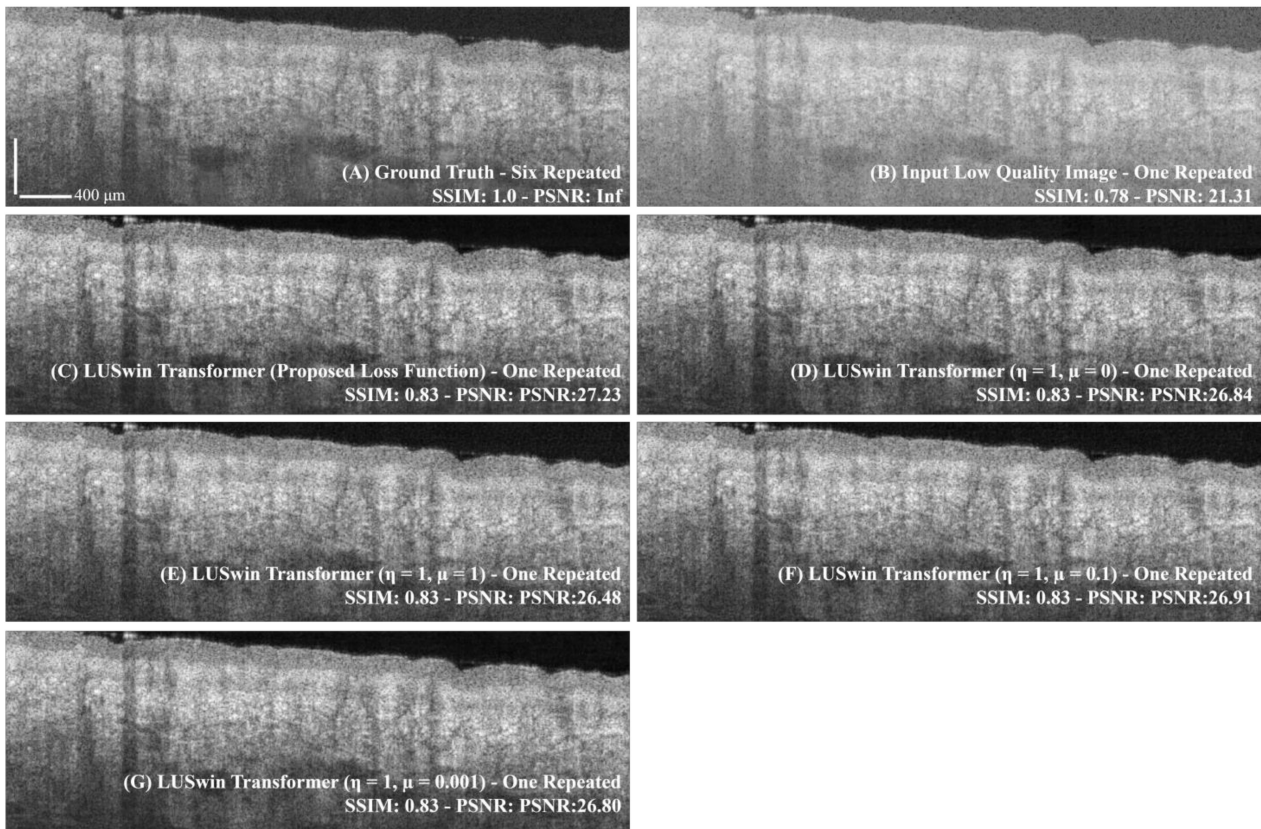 (A) Ground Truth - Six Repeated
SSIM: 1.0 - PSNR: Inf
400 μm
(B) Input Low Quality Image - One Repeated
SSIM: 0.78 - PSNR: 21.31
(C) LUSwin Transformer (Proposed Loss Function) - One Repeated
SSIM: 0.83 - PSNR: PSNR:27.23
(D) LUSwin Transformer (η = 1, μ = 0) - One Repeated
SSIM: 0.83 - PSNR: PSNR:26.84
(E) LUSwin Transformer (η = 1, μ = 1) - One Repeated
SSIM: 0.83 - PSNR: PSNR:26.48
(F) LUSwin Transformer (η = 1, μ = 0.1) - One Repeated
SSIM: 0.83 - PSNR: PSNR:26.91
(G) LUSwin Transformer (η = 1, μ = 0.001) - One Repeated
SSIM: 0.83 - PSNR: PSNR:26.80